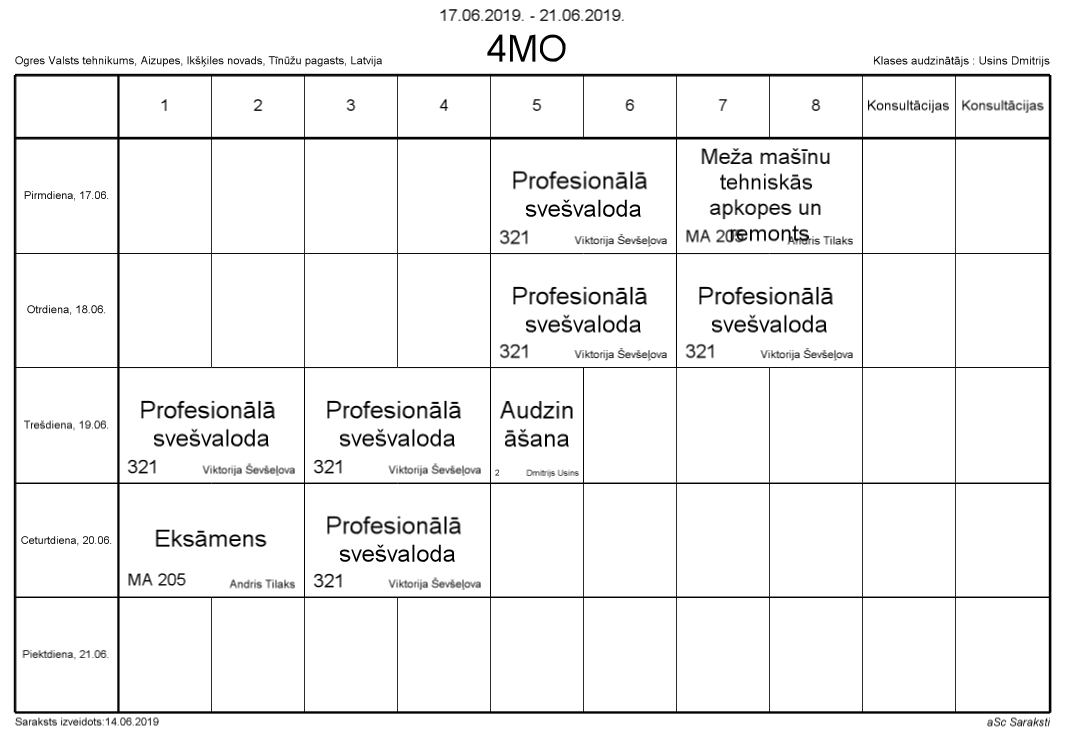 17.06.2019. - 21.06.2019.
4MO
Ogres Valsts tehnikums, Aizupes, Ikšķiles novads, Tīnūžu pagasts, Latvija
Klases audzinātājs : Usins Dmitrijs
1 2 3 4 5 6 7 8 Konsultācijas Konsultācijas
Pirmdiena, 17.06.
Profesionālā
svešvaloda
321 Viktorija Ševšeļova
Meža mašīnu
tehniskās
apkopes un
remonts
MA 205 Andris Tilaks
Otrdiena, 18.06.
Profesionālā
svešvaloda
321 Viktorija Ševšeļova
Profesionālā
svešvaloda
321 Viktorija Ševšeļova
Trešdiena, 19.06.
Profesionālā
svešvaloda
321 Viktorija Ševšeļova
Profesionālā
svešvaloda
321 Viktorija Ševšeļova
Audzin
āšana
2 Dmitrijs Usins
Ceturtdiena, 20.06.
Eksāmens
MA 205 Andris Tilaks
Profesionālā
svešvaloda
321 Viktorija Ševšeļova
Piektdiena, 21.06.
Saraksts izveidots:14.06.2019
aSc Saraksti